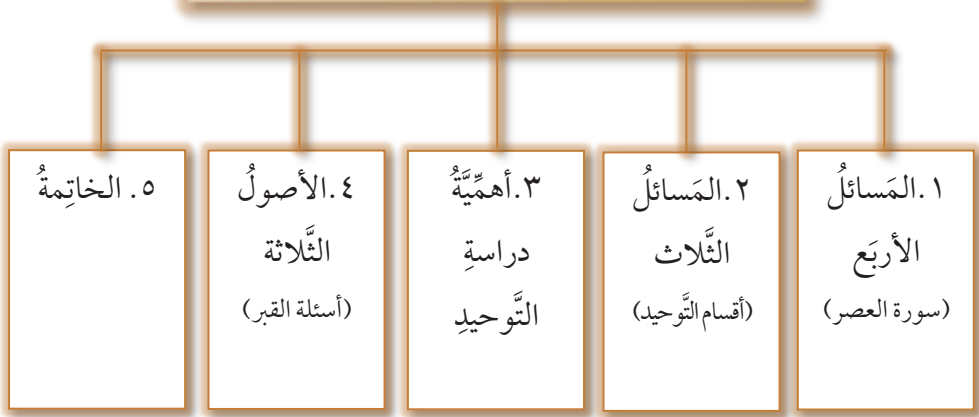 ١.المَسائلُ
الأربَع
(سورة العصر)
٢.المَسائلُ
الثَّلاث
(أقسام التَّوحيد)
٣.أهمِّيَّةُ
دراسةِ
التَّوحيدِ
٤.الأصولُ
الثَّلاثة
(أسئلة القبر)
٥. الخاتِمةُ